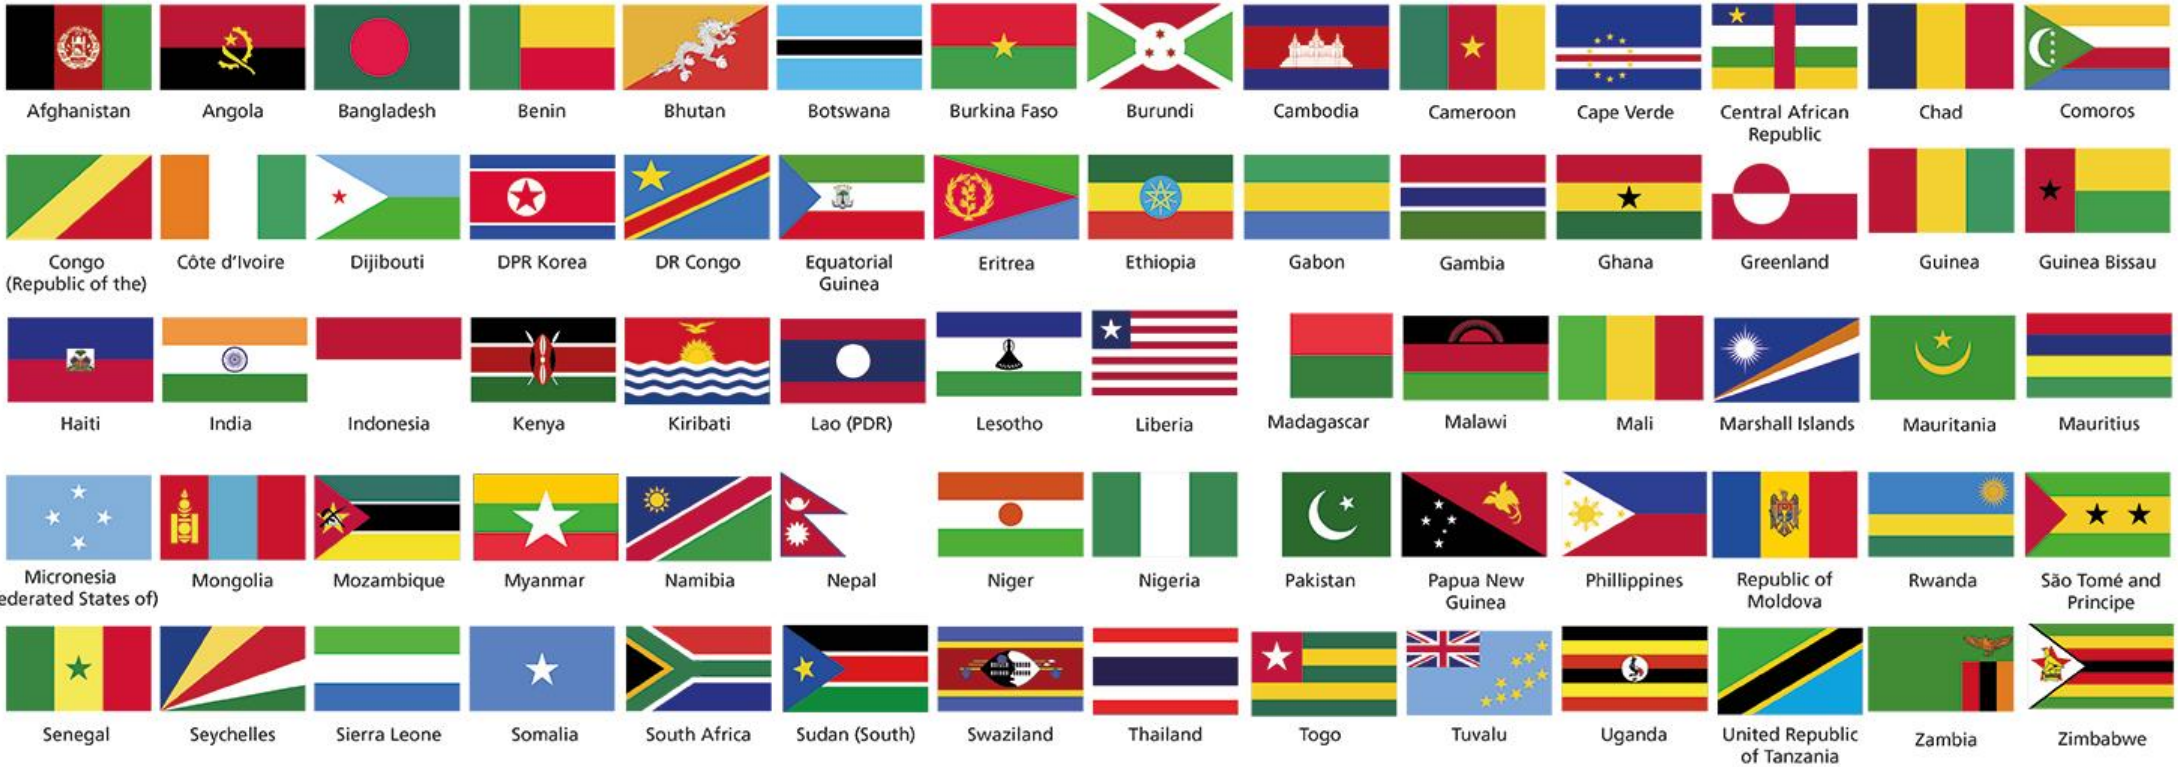 Afghanistan
Angola
Bangladesh
Benin
Bhutan
Botswana
Burkina Faso
Burundi
Cambodia
Cameroon
Cape Verde
Central African
Republic
Chad
Comoros
Congo
(Republic of the)
Côte d'Ivoire
Dijibouti
DPR Korea
DR Congo
Equatorial
Guinea
Eritrea
Ethiopia
Gabon
Gambia
Ghana
Greenland
Guinea
Guinea Bissau
Haiti
India
Indonesia
Kenya
Kiribati
Lao (PDR)
Lesotho
Liberia
Madagascar
Malawi
Mali
Marshall Islands
Mauritania
Mauritius
Micronesia
ederated States of)
Mongolia
Mozambique
Myanmar
Namibia
Nepal
Niger
Nigeria
Pakistan
Papua New
Guinea
Phillippines
Republic of
Moldova
Rwanda
São Tomé and
Principe
Senegal
Seychelles
Sierra Leone
Somalia
South Africa
Sudan (South)
Swaziland
Thailand
Togo
Tuvalu
Uganda
United Republic
of Tanzania
Zambia
Zimbabwe